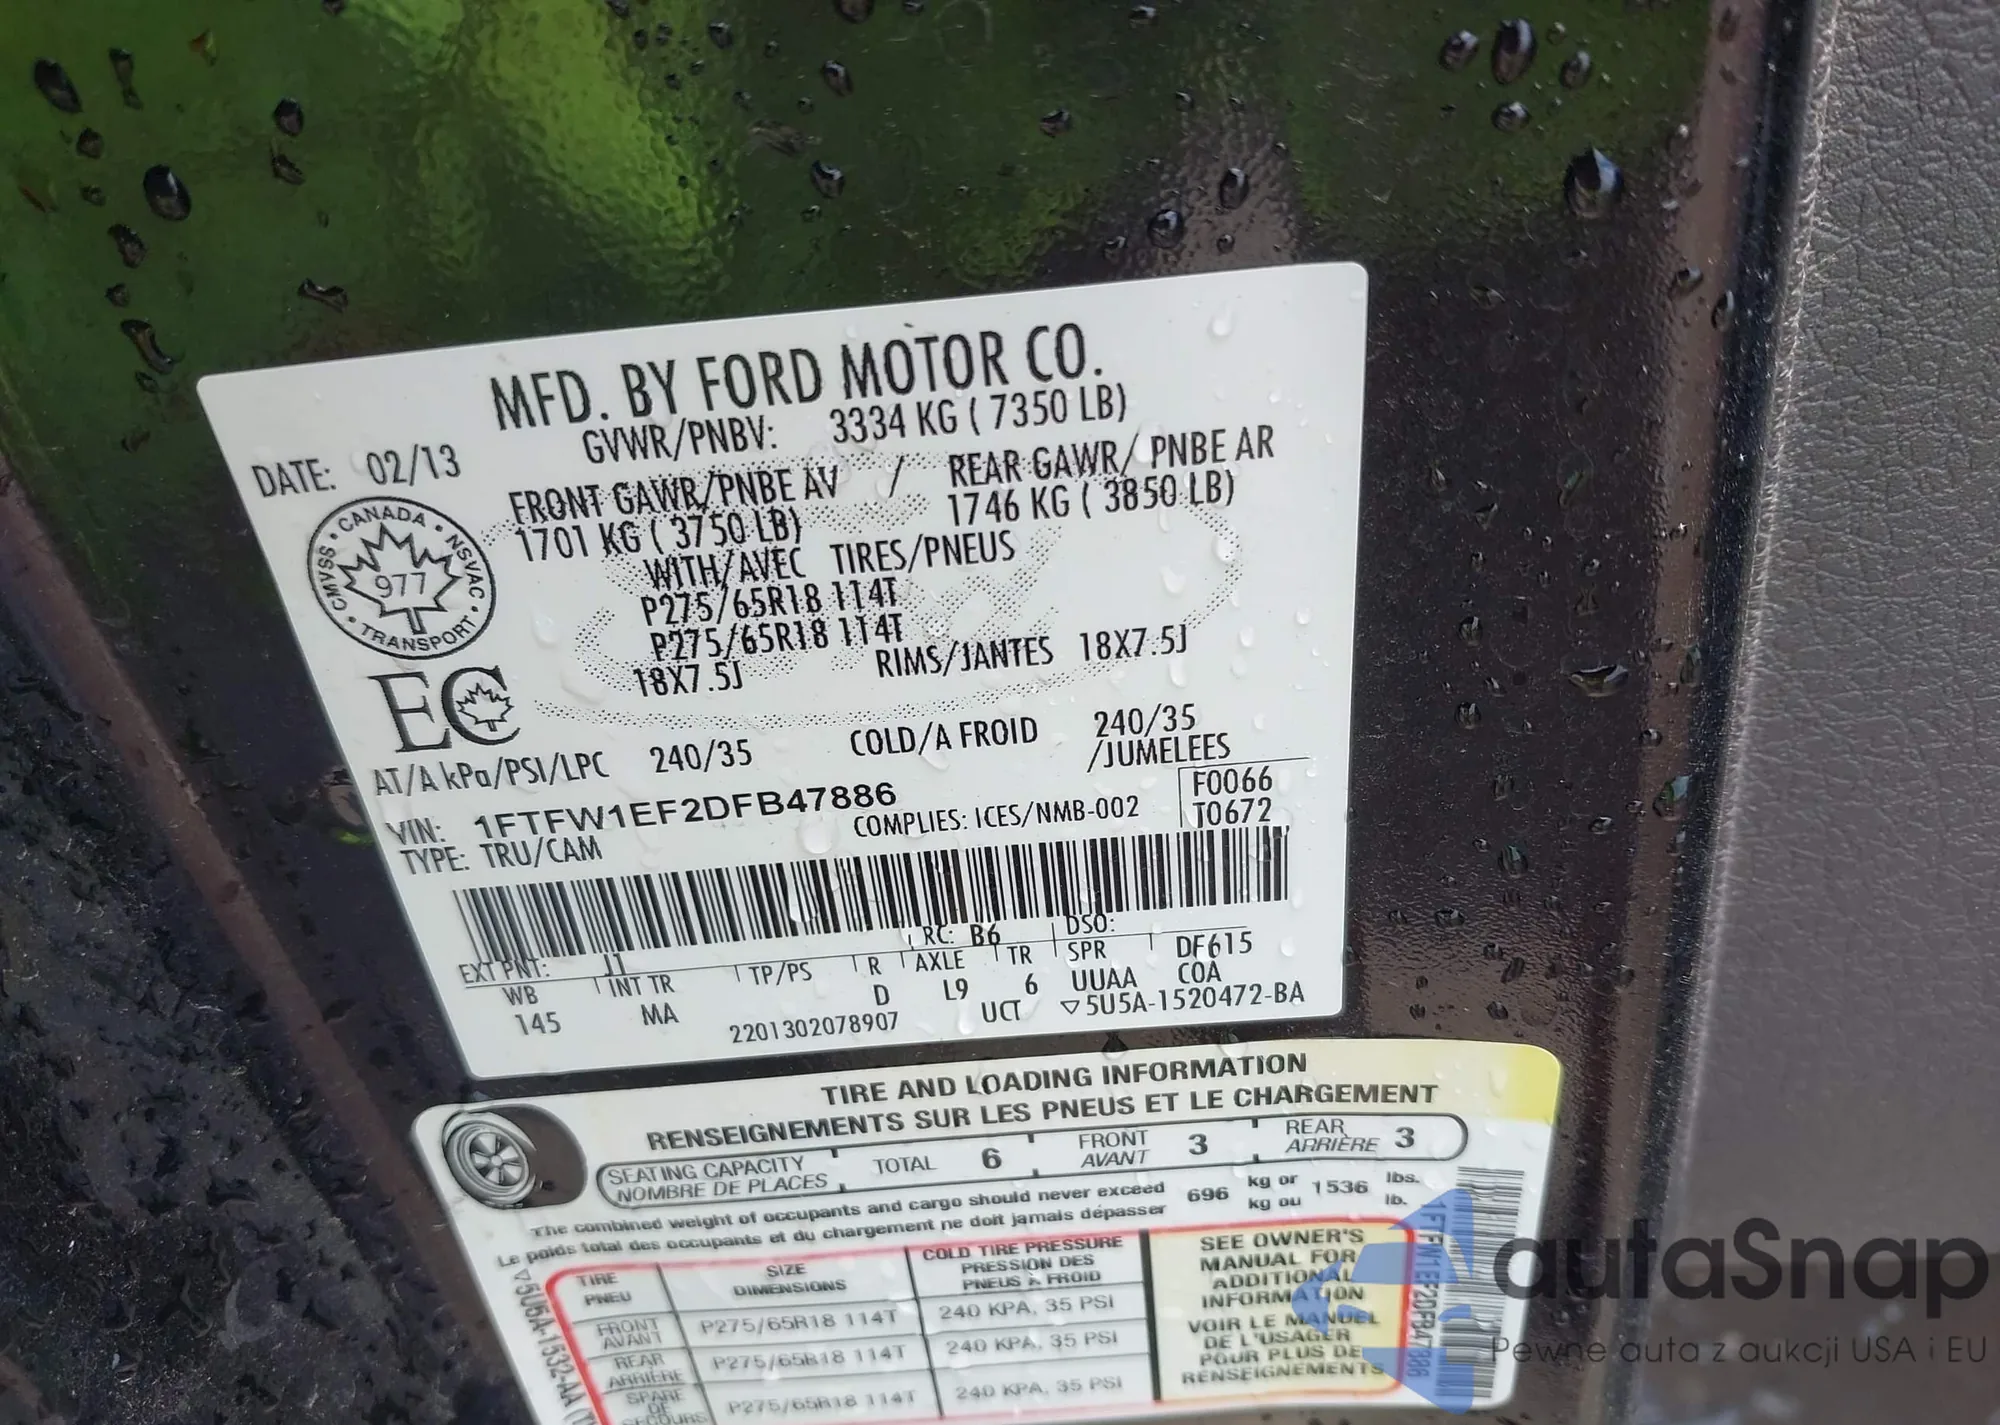 MFD. BY FORD MOTOR CO.
DATE: 02/13
GVWR/PNBV: 3334 KG ( 7350 LB)
FRONT GAWR/PNBE AV / REAR GAWR/ PNBE AR
1701 KG ( 3750 LB) 1746 KG ( 3850 LB)
WITH/AVEC TIRES/PNEUS
P275/65R18 114T
P275/65R18 114T
18X7.5J RIMS/JANTES 18X7.5J
CANADA • NSVAC • TRANSPORT • CMVSS •
977
EC
AT/A kPa/PSI/LPC 240/35 COLD/A FROID 240/35
/JUMELEES
VIN: 1FTFW1EF2DFB47886
F0066
TYPE: TRU/CAM COMPLIES: ICES/NMB-002 T0672
EXT PNT: J1 RC: B6 DSO:
WB INT TR TP/PS R AXLE TR SPR DF615
145 MA D L9 6 UUAA COA
2201302078907 UCT ▽5U5A-1520472-BA
TIRE AND LOADING INFORMATION
RENSEIGNEMENTS SUR LES PNEUS ET LE CHARGEMENT
SEATING CAPACITY
NOMBRE DE PLACES
TOTAL 6
FRONT
AVANT
3
REAR
ARRIÈRE
3
The combined weight of occupants and cargo should never exceed 696 kg or 1536 lbs.
Le poids total des occupants et du chargement ne doit jamais dépasser kg ou lb.
TIRE
PNEU
SIZE
DIMENSIONS
COLD TIRE PRESSURE
PRESSION DES
PNEUS À FROID
FRONT
AVANT
P275/65R18 114T
240 KPA, 35 PSI
REAR
ARRIÈRE
P275/65R18 114T
240 KPA, 35 PSI
SPARE
DE
SECOURS
P275/65R18 114T
240 KPA, 35 PSI
SEE OWNER'S
MANUAL FOR
ADDITIONAL
INFORMATION
VOIR LE MANUEL
DE L'USAGER
POUR PLUS DE
RENSEIGNEMENTS
▽5U5A-1532-AA
1FTFW1EF2DFB47886
autaSnap
Pewne auta z aukcji USA i EU